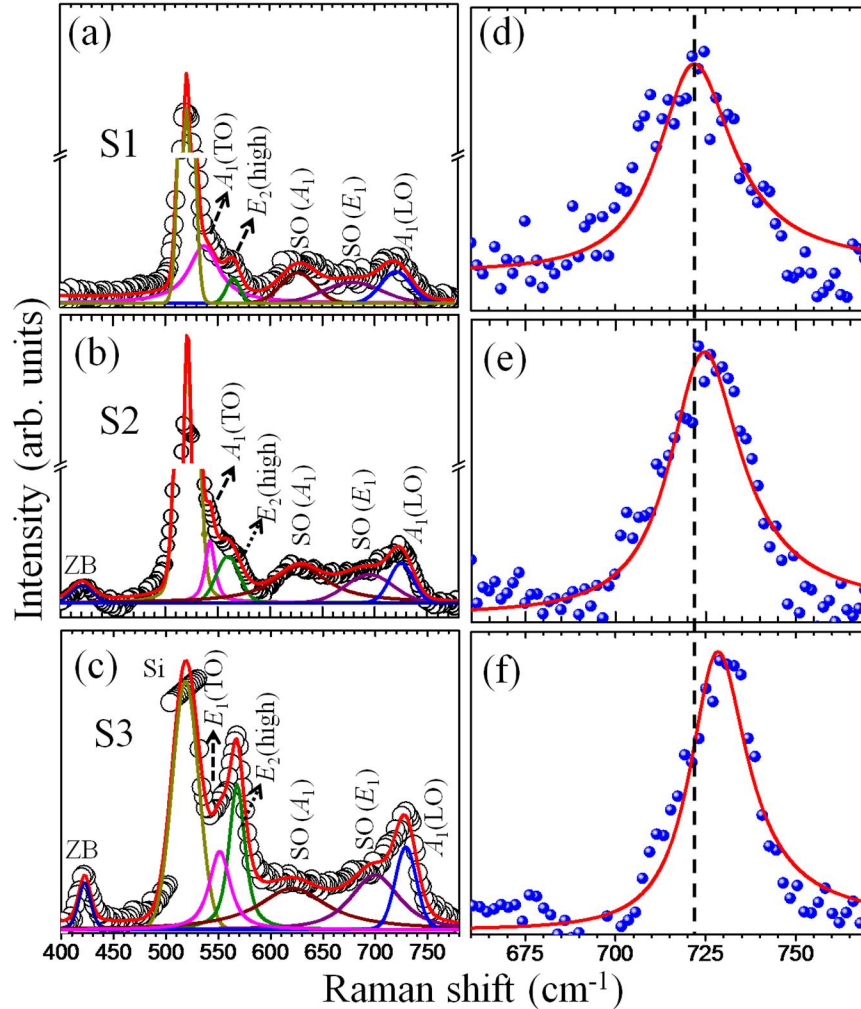 (a)
S1
A₁(TO)
E₂(high)
SO (A₁)
SO (E₁)
A₁(LO)
(b)
S2
ZB
A₁(TO)
E₂(high)
SO (A₁)
SO (E₁)
A₁(LO)
(c)
S3
ZB
Si
E₁(TO)
E₂(high)
SO (A₁)
SO (E₁)
A₁(LO)
400 450 500 550 600 650 700 750
(d)
(e)
(f)
675 700 725 750
Intensity (arb. units)
Raman shift (cm⁻¹)